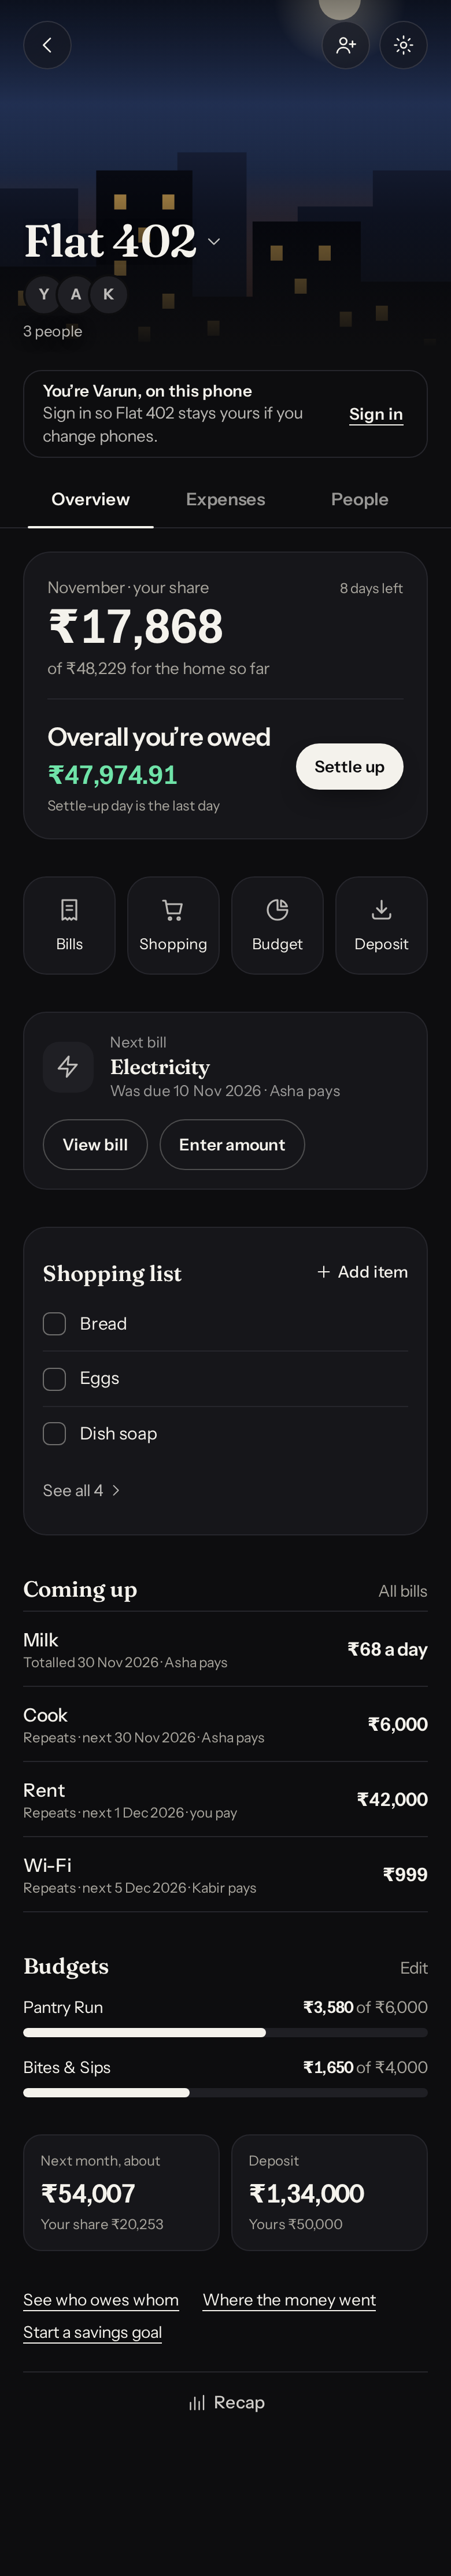 Flat 402
Y A K
3 people
You’re Varun, on this phone
Sign in so Flat 402 stays yours if you
change phones.
Sign in
Overview Expenses People
November · your share 8 days left
₹17,868
of ₹48,229 for the home so far
Overall you’re owed
₹47,974.91
Settle-up day is the last day
Settle up
Bills Shopping Budget Deposit
Next bill
Electricity
Was due 10 Nov 2026 · Asha pays
View bill Enter amount
Shopping list + Add item
Bread
Eggs
Dish soap
See all 4
Coming up All bills
Milk
Totalled 30 Nov 2026 · Asha pays
₹68 a day
Cook
Repeats · next 30 Nov 2026 · Asha pays
₹6,000
Rent
Repeats · next 1 Dec 2026 · you pay
₹42,000
Wi-Fi
Repeats · next 5 Dec 2026 · Kabir pays
₹999
Budgets Edit
Pantry Run ₹3,580 of ₹6,000
Bites & Sips ₹1,650 of ₹4,000
Next month, about
₹54,007
Your share ₹20,253
Deposit
₹1,34,000
Yours ₹50,000
See who owes whom Where the money went
Start a savings goal
Recap